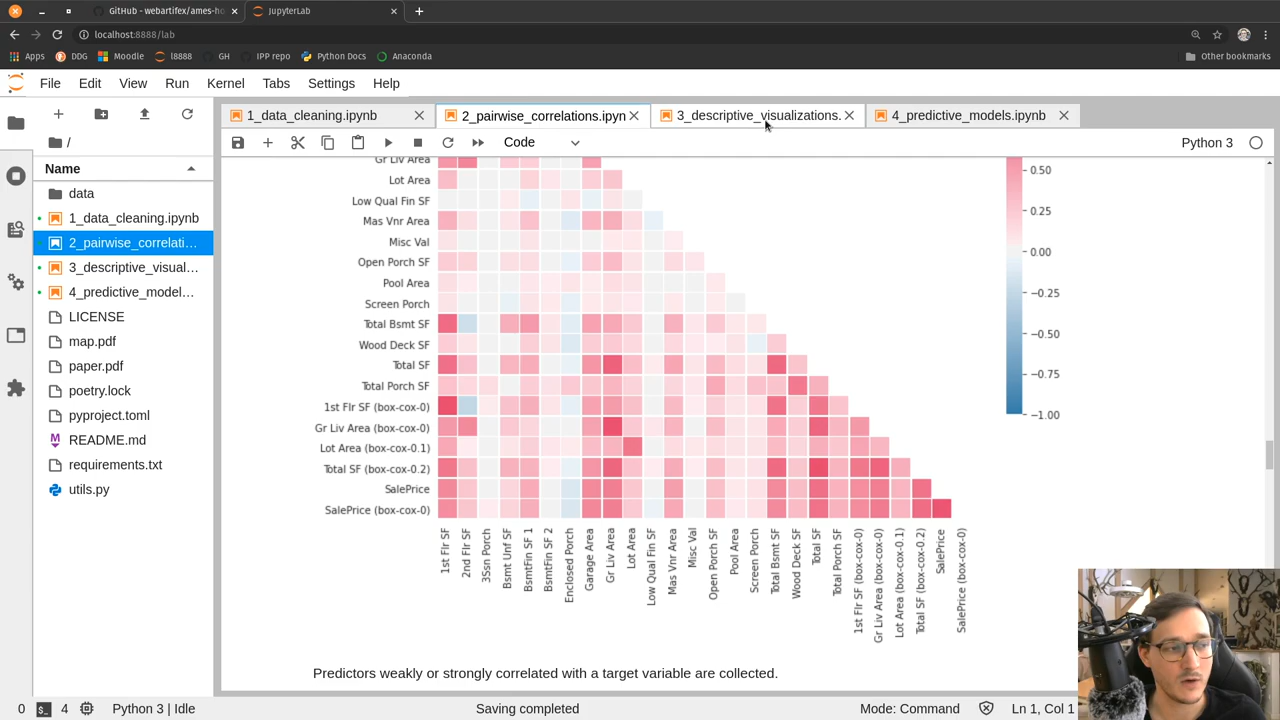 GitHub - webartifex/ames-ho
JupyterLab
localhost:8888/lab
Apps DDG Moodle l8888 GH IPP repo Python Docs Anaconda Other bookmarks
File Edit View Run Kernel Tabs Settings Help
1_data_cleaning.ipynb
2_pairwise_correlations.ipyn
3_descriptive_visualizations.
4_predictive_models.ipynb
/
Code
Python 3
Name
data
1_data_cleaning.ipynb
2_pairwise_correlati…
3_descriptive_visual…
4_predictive_model…
LICENSE
map.pdf
paper.pdf
poetry.lock
pyproject.toml
README.md
requirements.txt
utils.py
Gr Liv Area
Lot Area
Low Qual Fin SF
Mas Vnr Area
Misc Val
Open Porch SF
Pool Area
Screen Porch
Total Bsmt SF
Wood Deck SF
Total SF
Total Porch SF
1st Flr SF (box-cox-0)
Gr Liv Area (box-cox-0)
Lot Area (box-cox-0.1)
Total SF (box-cox-0.2)
SalePrice
SalePrice (box-cox-0)
0.50
0.25
0.00
−0.25
−0.50
−0.75
−1.00
1st Flr SF
2nd Flr SF
3Ssn Porch
Bsmt Unf SF
BsmtFin SF 1
BsmtFin SF 2
Enclosed Porch
Garage Area
Gr Liv Area
Lot Area
Low Qual Fin SF
Mas Vnr Area
Misc Val
Open Porch SF
Pool Area
Screen Porch
Total Bsmt SF
Wood Deck SF
Total SF
Total Porch SF
1st Flr SF (box-cox-0)
Gr Liv Area (box-cox-0)
Lot Area (box-cox-0.1)
Total SF (box-cox-0.2)
SalePrice
SalePrice (box-cox-0)
Predictors weakly or strongly correlated with a target variable are collected.
0 4 Python 3 | Idle Saving completed Mode: Command Ln 1, Col 1